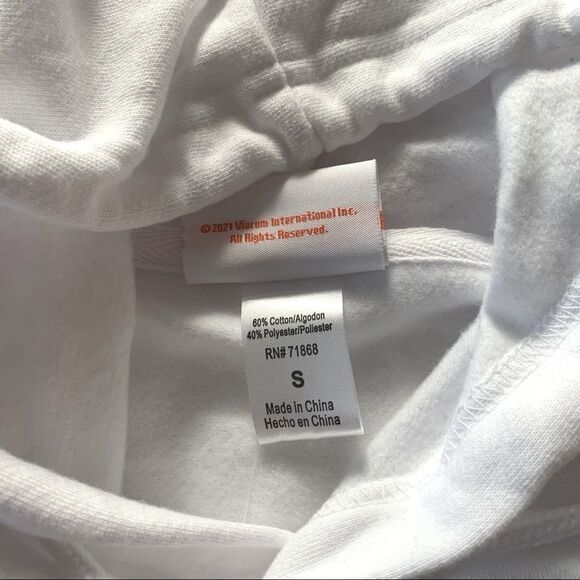 ©2021 Viacom International Inc.
All Rights Reserved.
60% Cotton/Algodon
40% Polyester/Poliester
RN# 71868
S
Made in China
Hecho en China